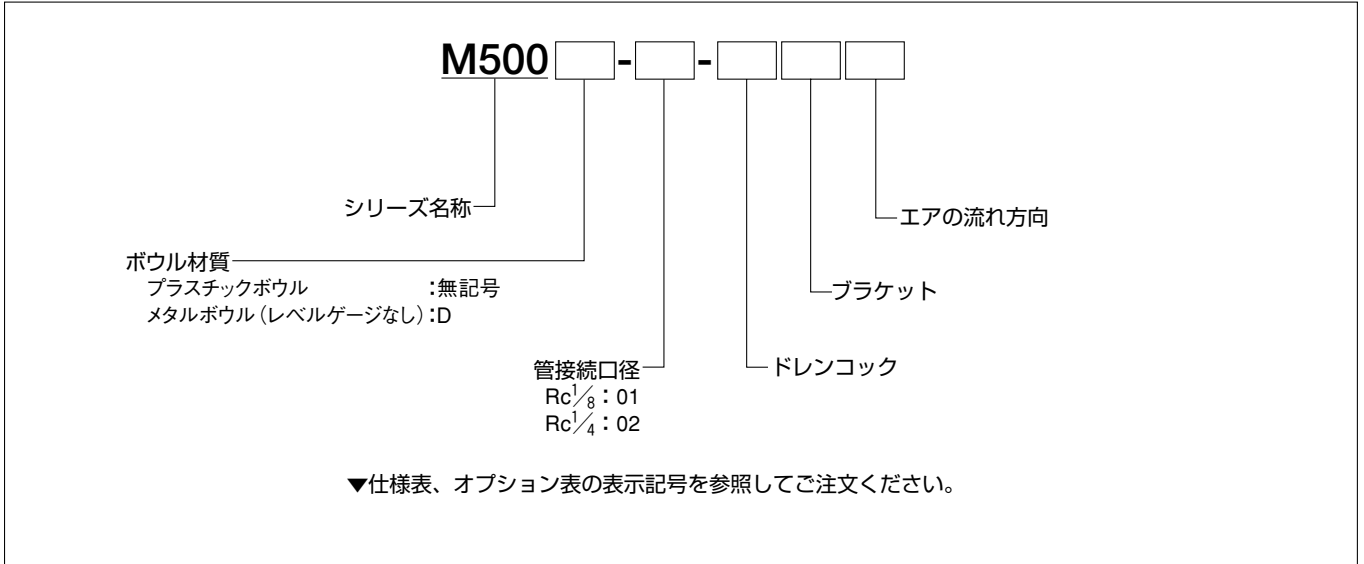 M500 - -
シリーズ名称
エアの流れ方向
ボウル材質
プラスチックボウル :無記号
メタルボウル(レベルゲージなし):D
ブラケット
管接続口径
ドレンコック
Rc1/8:01
Rc1/4:02
▼仕様表、オプション表の表示記号を参照してご注文ください。